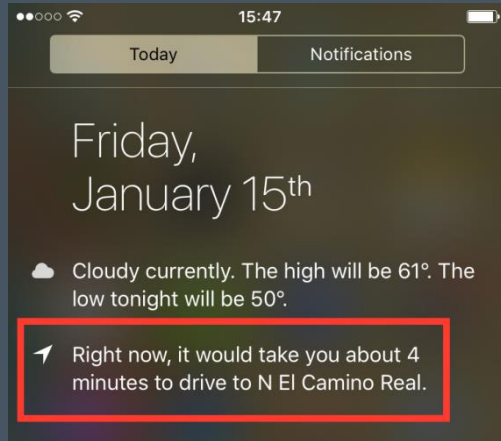 15:47
Today
Notifications
Friday,
January 15th
Cloudy currently. The high will be 61°. The
low tonight will be 50°.
Right now, it would take you about 4
minutes to drive to N El Camino Real.